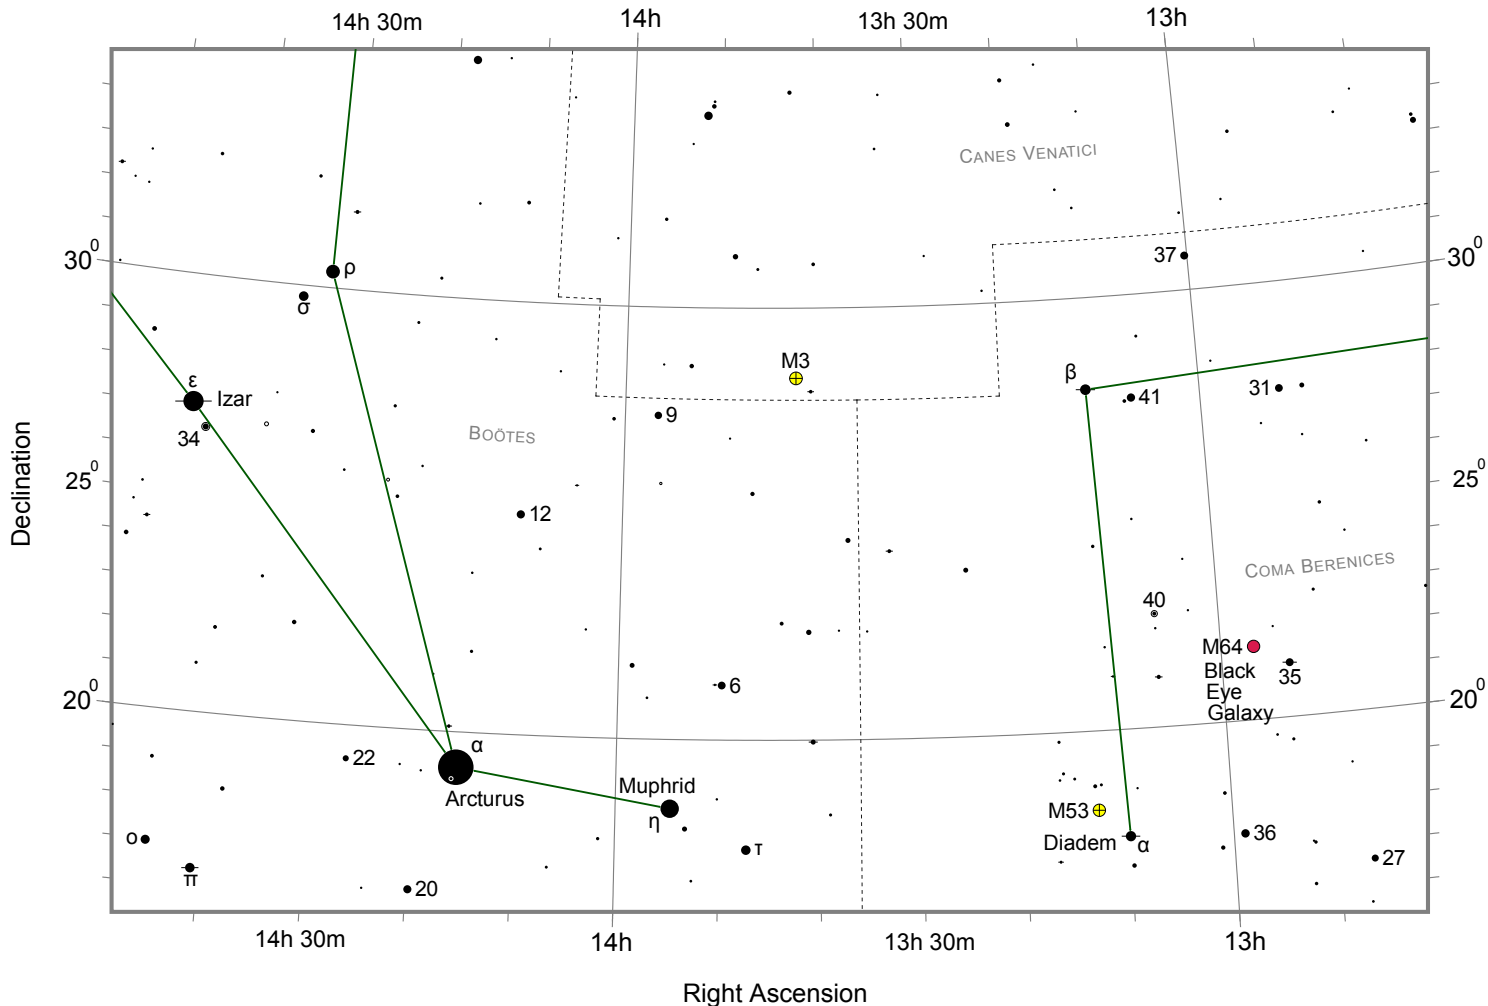 14h 30m 14h 13h 30m 13h
CANES VENATICI
30⁰ 37 30⁰
ρ
σ
M3
ε Izar
β
41 31
34
9
BOÖTES
Declination
25⁰ 25⁰
12
COMA BERENICES
40
M64
Black
Eye
Galaxy
35
6
20⁰ 20⁰
α
22
Arcturus
Muphrid
η
M53
Diadem α
36
ο
τ
27
π
20
14h 30m 14h 13h 30m 13h
Right Ascension